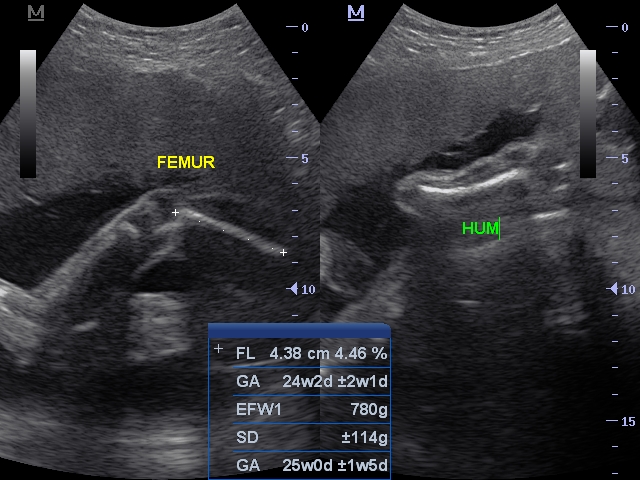 M
M
0
0
FEMUR
5
5
HUM
10
10
+ FL 4.38 cm 4.46 %
GA 24w2d ±2w1d
EFW1 780g
SD ±114g
GA 25w0d ±1w5d
15